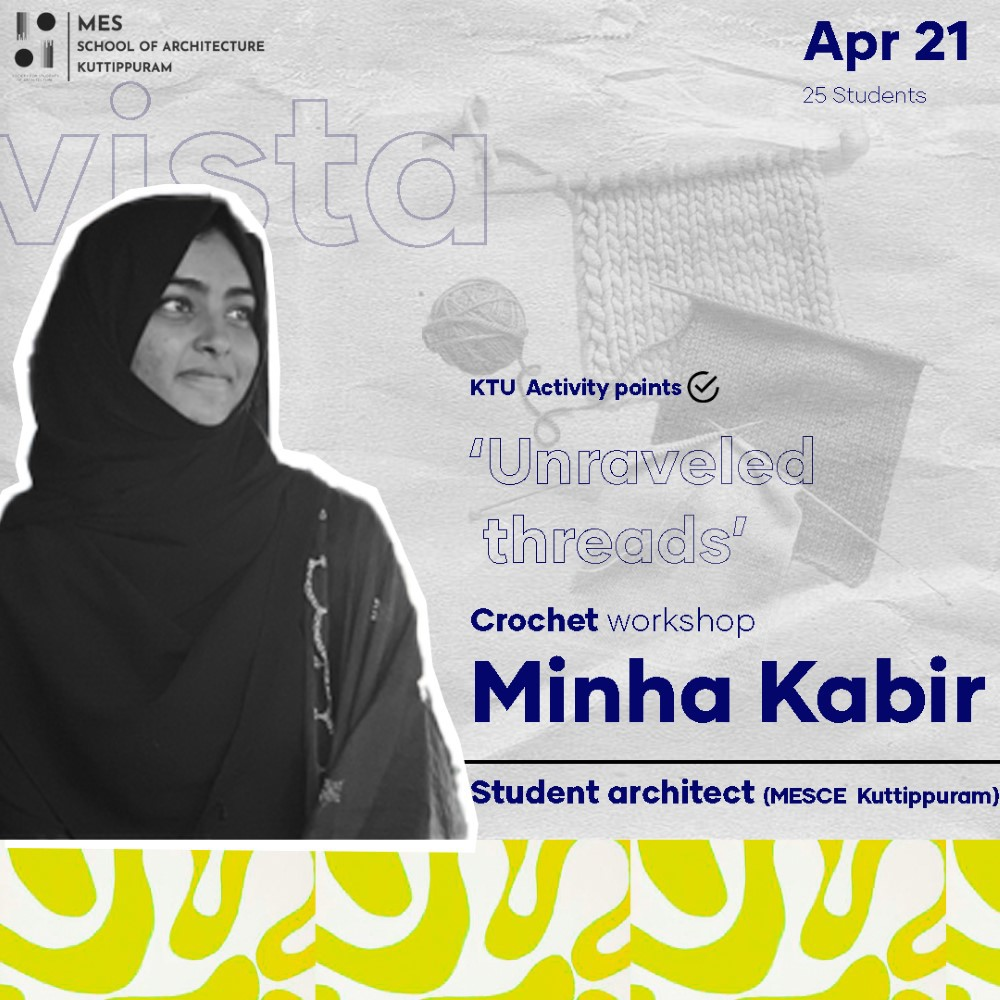 MES
SCHOOL OF ARCHITECTURE
KUTTIPPURAM
Apr 21
25 Students
vista
KTU Activity points
‘Unraveled
threads’
Crochet workshop
Minha Kabir
Student architect (MESCE Kuttippuram)